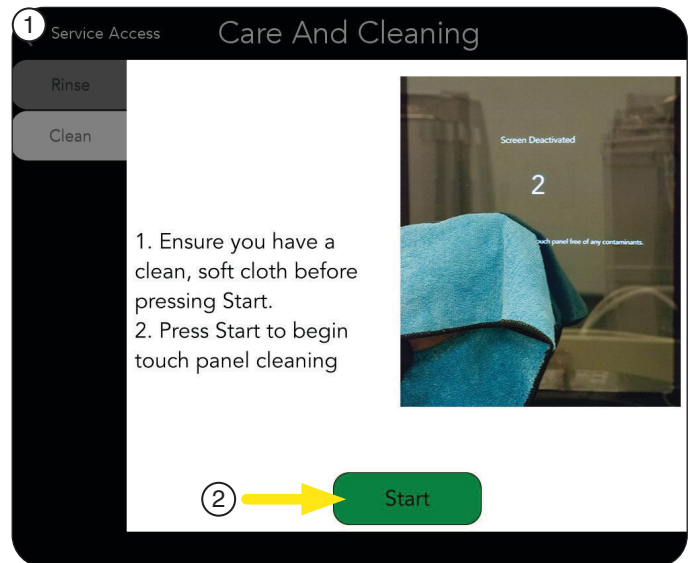 1
Service Access
Care And Cleaning
Rinse
Clean
Screen Deactivated
2
ouch panel free of any contaminants.
1. Ensure you have a
clean, soft cloth before
pressing Start.
2. Press Start to begin
touch panel cleaning
2
Start